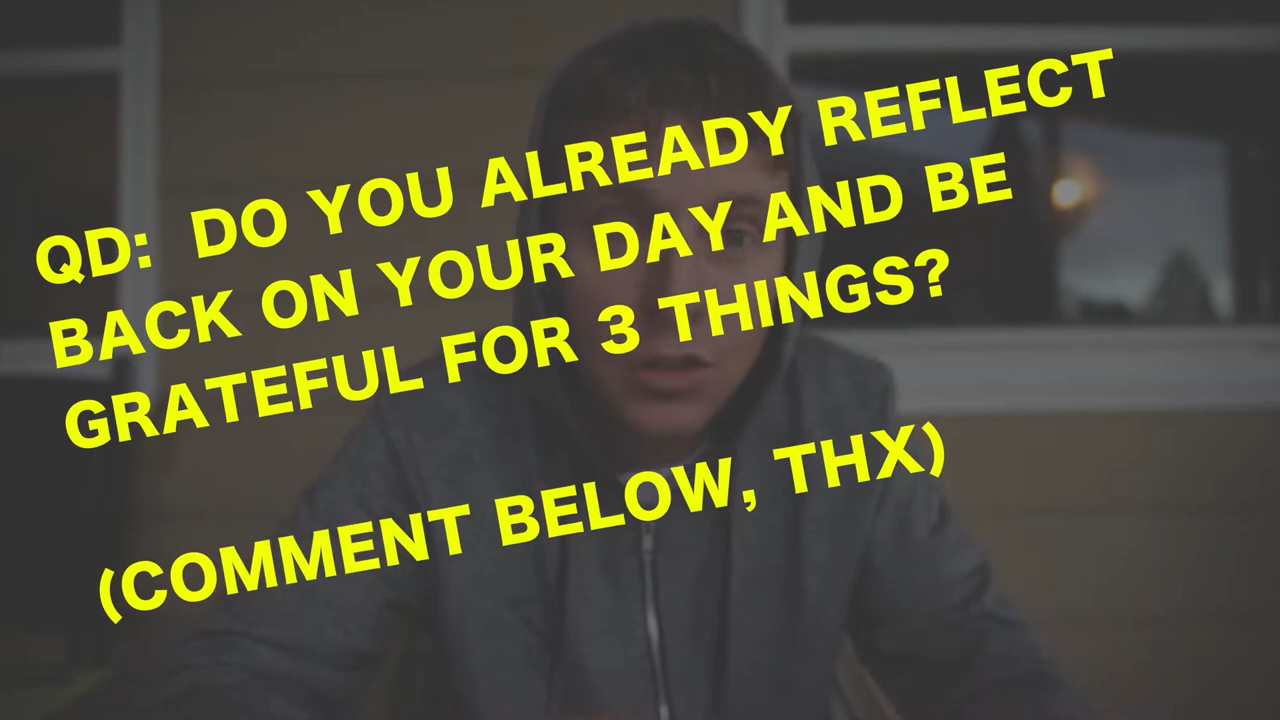 QD: DO YOU ALREADY REFLECT
BACK ON YOUR DAY AND BE
GRATEFUL FOR 3 THINGS?
(COMMENT BELOW, THX)